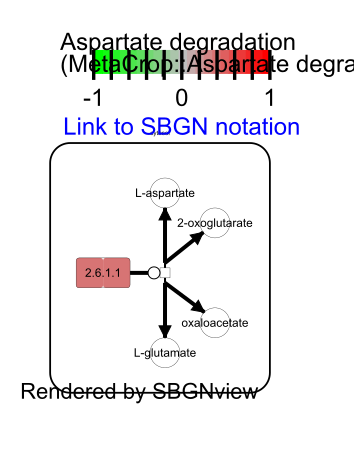 Aspartate degradation
(MetaCrop::Aspartate degra
-1 0 1
Link to SBGN notation
L-aspartate
2-oxoglutarate
2.6.1.1
oxaloacetate
L-glutamate
Rendered by SBGNview